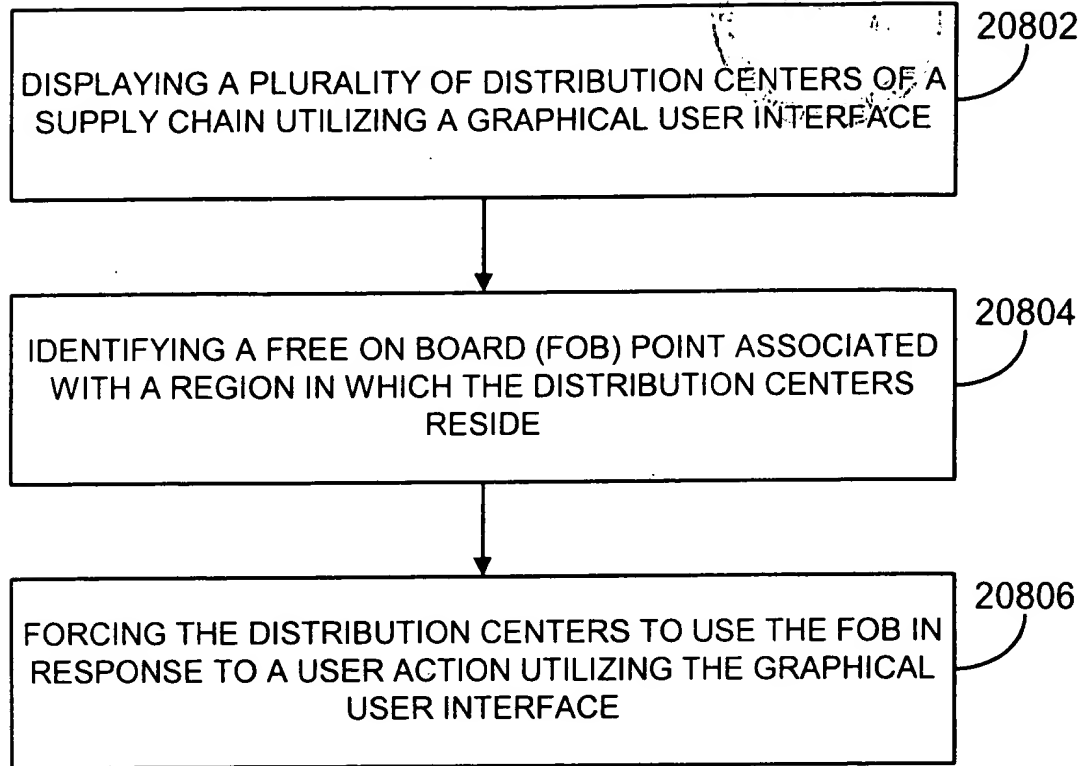 20802
DISPLAYING A PLURALITY OF DISTRIBUTION CENTERS OF A
SUPPLY CHAIN UTILIZING A GRAPHICAL USER INTERFACE
20804
IDENTIFYING A FREE ON BOARD (FOB) POINT ASSOCIATED
WITH A REGION IN WHICH THE DISTRIBUTION CENTERS
RESIDE
20806
FORCING THE DISTRIBUTION CENTERS TO USE THE FOB IN
RESPONSE TO A USER ACTION UTILIZING THE GRAPHICAL
USER INTERFACE